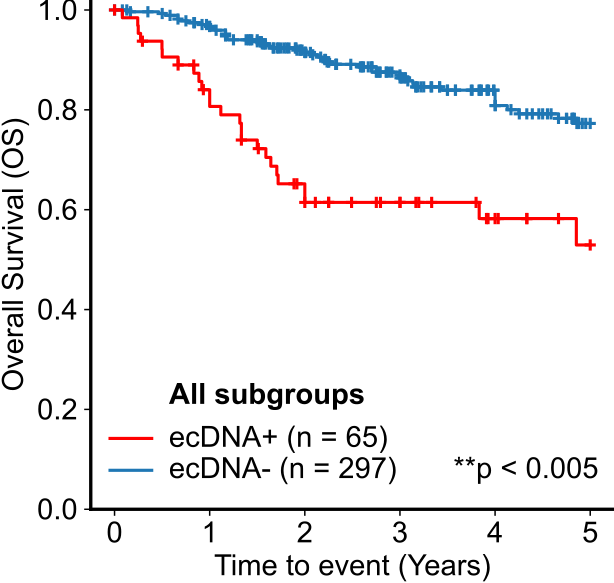 1.0
0.8
0.6
0.4
0.2
0.0
Overall Survival (OS)
All subgroups
ecDNA+ (n = 65)
ecDNA- (n = 297)
**p < 0.005
0 1 2 3 4 5
Time to event (Years)